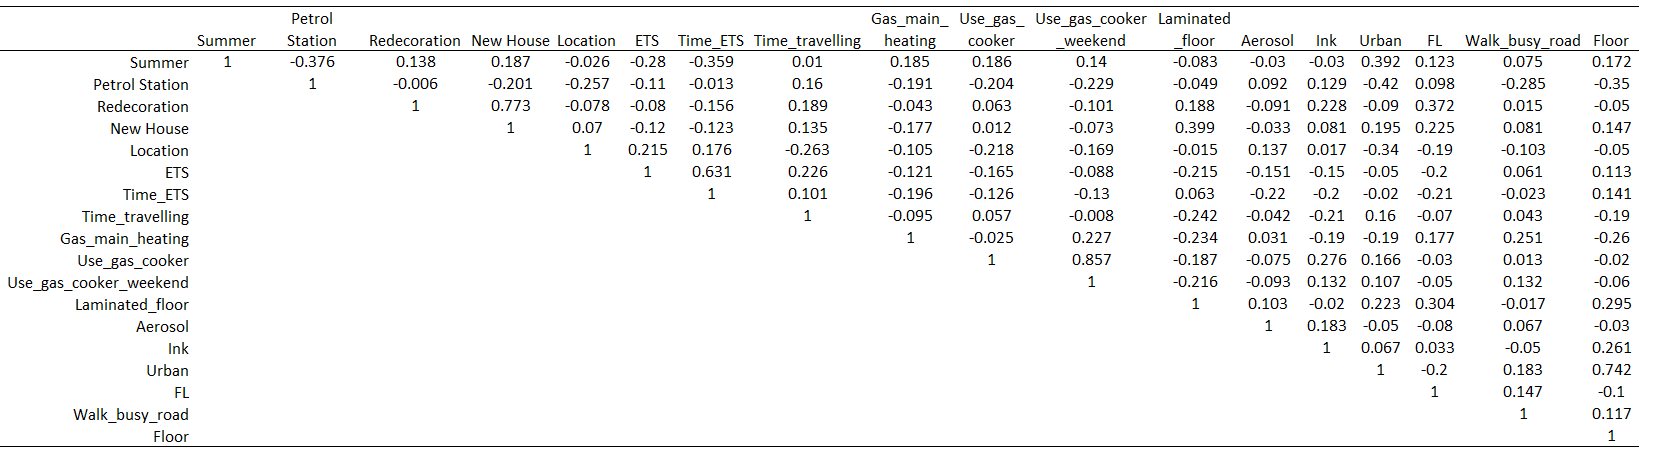 Petrol Gas_main_ Use_gas_ Use_gas_cooker Laminated
Summer Station Redecoration New House Location ETS Time_ETS Time_travelling heating cooker _weekend _floor Aerosol Ink Urban FL Walk_busy_road Floor
Summer 1 -0.376 0.138 0.187 -0.026 -0.28 -0.359 0.01 0.185 0.186 0.14 -0.083 -0.03 -0.03 0.392 0.123 0.075 0.172
Petrol Station 1 -0.006 -0.201 -0.257 -0.11 -0.013 0.16 -0.191 -0.204 -0.229 -0.049 0.092 0.129 -0.42 0.098 -0.285 -0.35
Redecoration 1 0.773 -0.078 -0.08 -0.156 0.189 -0.043 0.063 -0.101 0.188 -0.091 0.228 -0.09 0.372 0.015 -0.05
New House 1 0.07 -0.12 -0.123 0.135 -0.177 0.012 -0.073 0.399 -0.033 0.081 0.195 0.225 0.081 0.147
Location 1 0.215 0.176 -0.263 -0.105 -0.218 -0.169 -0.015 0.137 0.017 -0.34 -0.19 -0.103 -0.05
ETS 1 0.631 0.226 -0.121 -0.165 -0.088 -0.215 -0.151 -0.15 -0.05 -0.2 0.061 0.113
Time_ETS 1 0.101 -0.196 -0.126 -0.13 0.063 -0.22 -0.2 -0.02 -0.21 -0.023 0.141
Time_travelling 1 -0.095 0.057 -0.008 -0.242 -0.042 -0.21 0.16 -0.07 0.043 -0.19
Gas_main_heating 1 -0.025 0.227 -0.234 0.031 -0.19 -0.19 0.177 0.251 -0.26
Use_gas_cooker 1 0.857 -0.187 -0.075 0.276 0.166 -0.03 0.013 -0.02
Use_gas_cooker_weekend 1 -0.216 -0.093 0.132 0.107 -0.05 0.132 -0.06
Laminated_floor 1 0.103 -0.02 0.223 0.304 -0.017 0.295
Aerosol 1 0.183 -0.05 -0.08 0.067 -0.03
Ink 1 0.067 0.033 -0.05 0.261
Urban 1 -0.2 0.183 0.742
FL 1 0.147 -0.1
Walk_busy_road 1 0.117
Floor 1